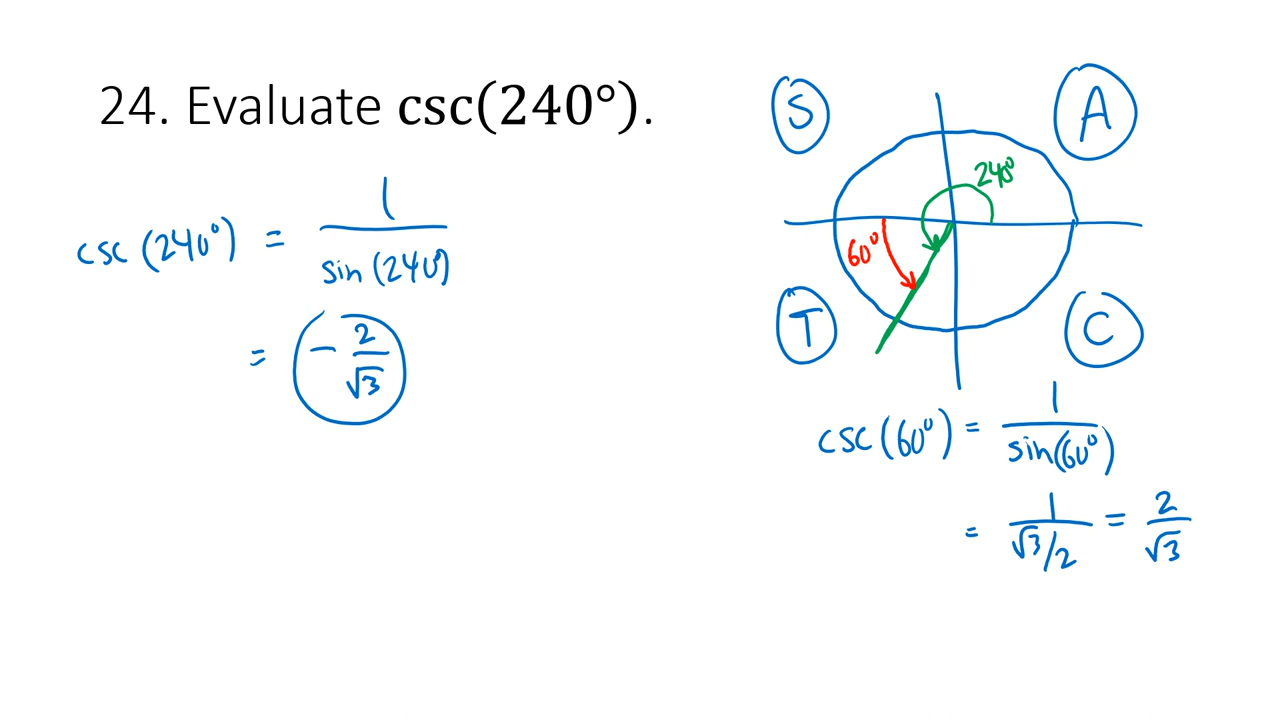 24. Evaluate csc(240°).
csc(240°) = 1/sin(240°)
= -2/√3
S
A
240°
60°
T
C
csc(60°) = 1/sin(60°)
= 1/(√3/2) = 2/√3